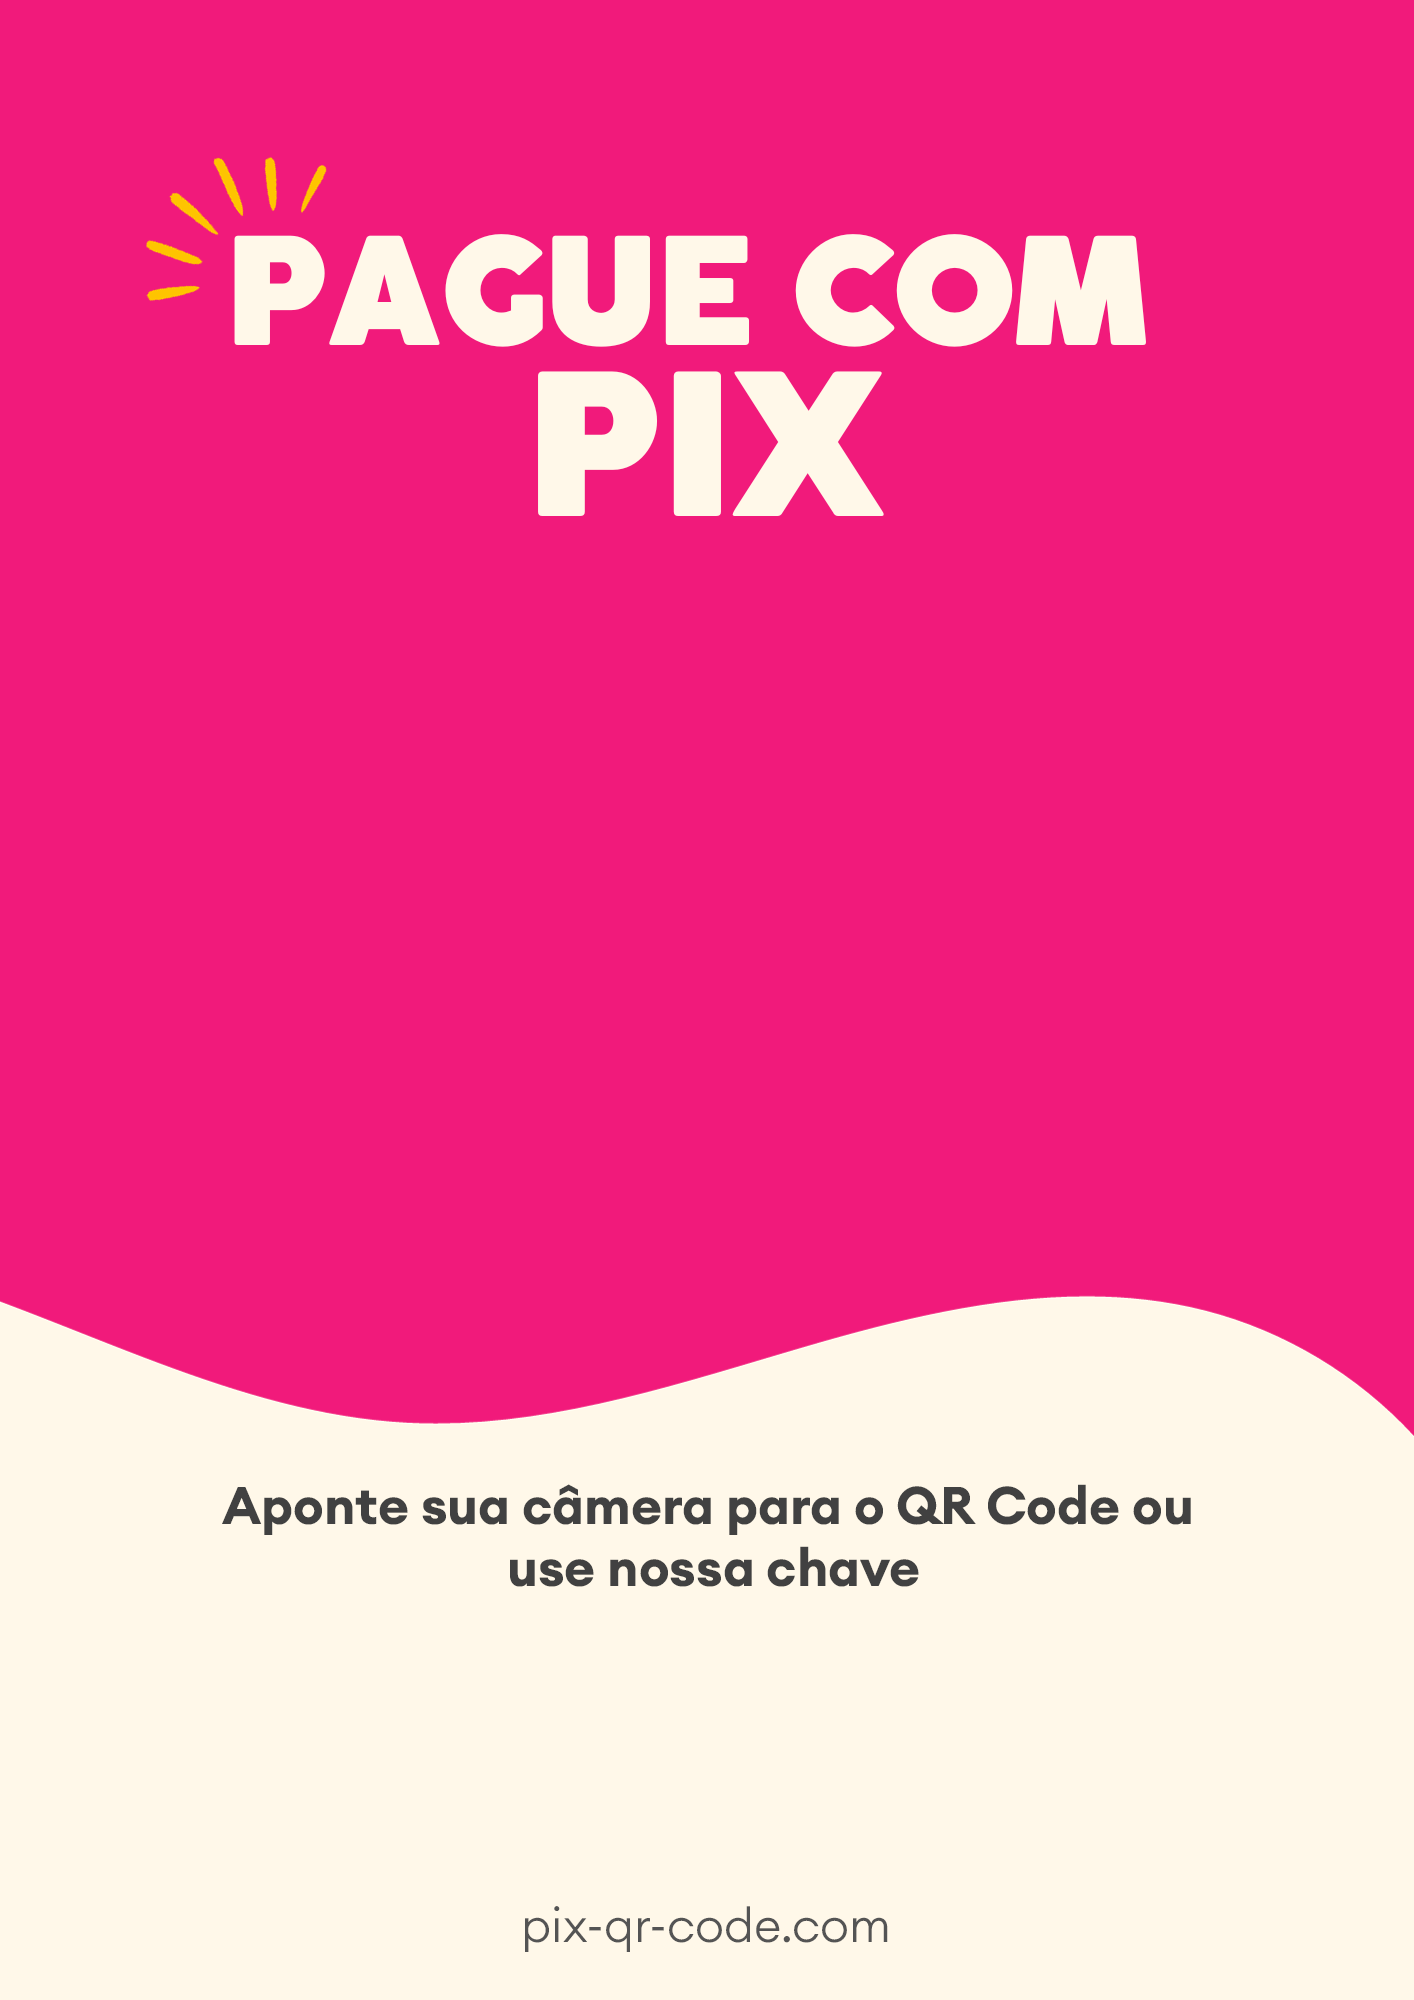 PAGUE COM
PIX
Aponte sua câmera para o QR Code ou
use nossa chave
pix-qr-code.com